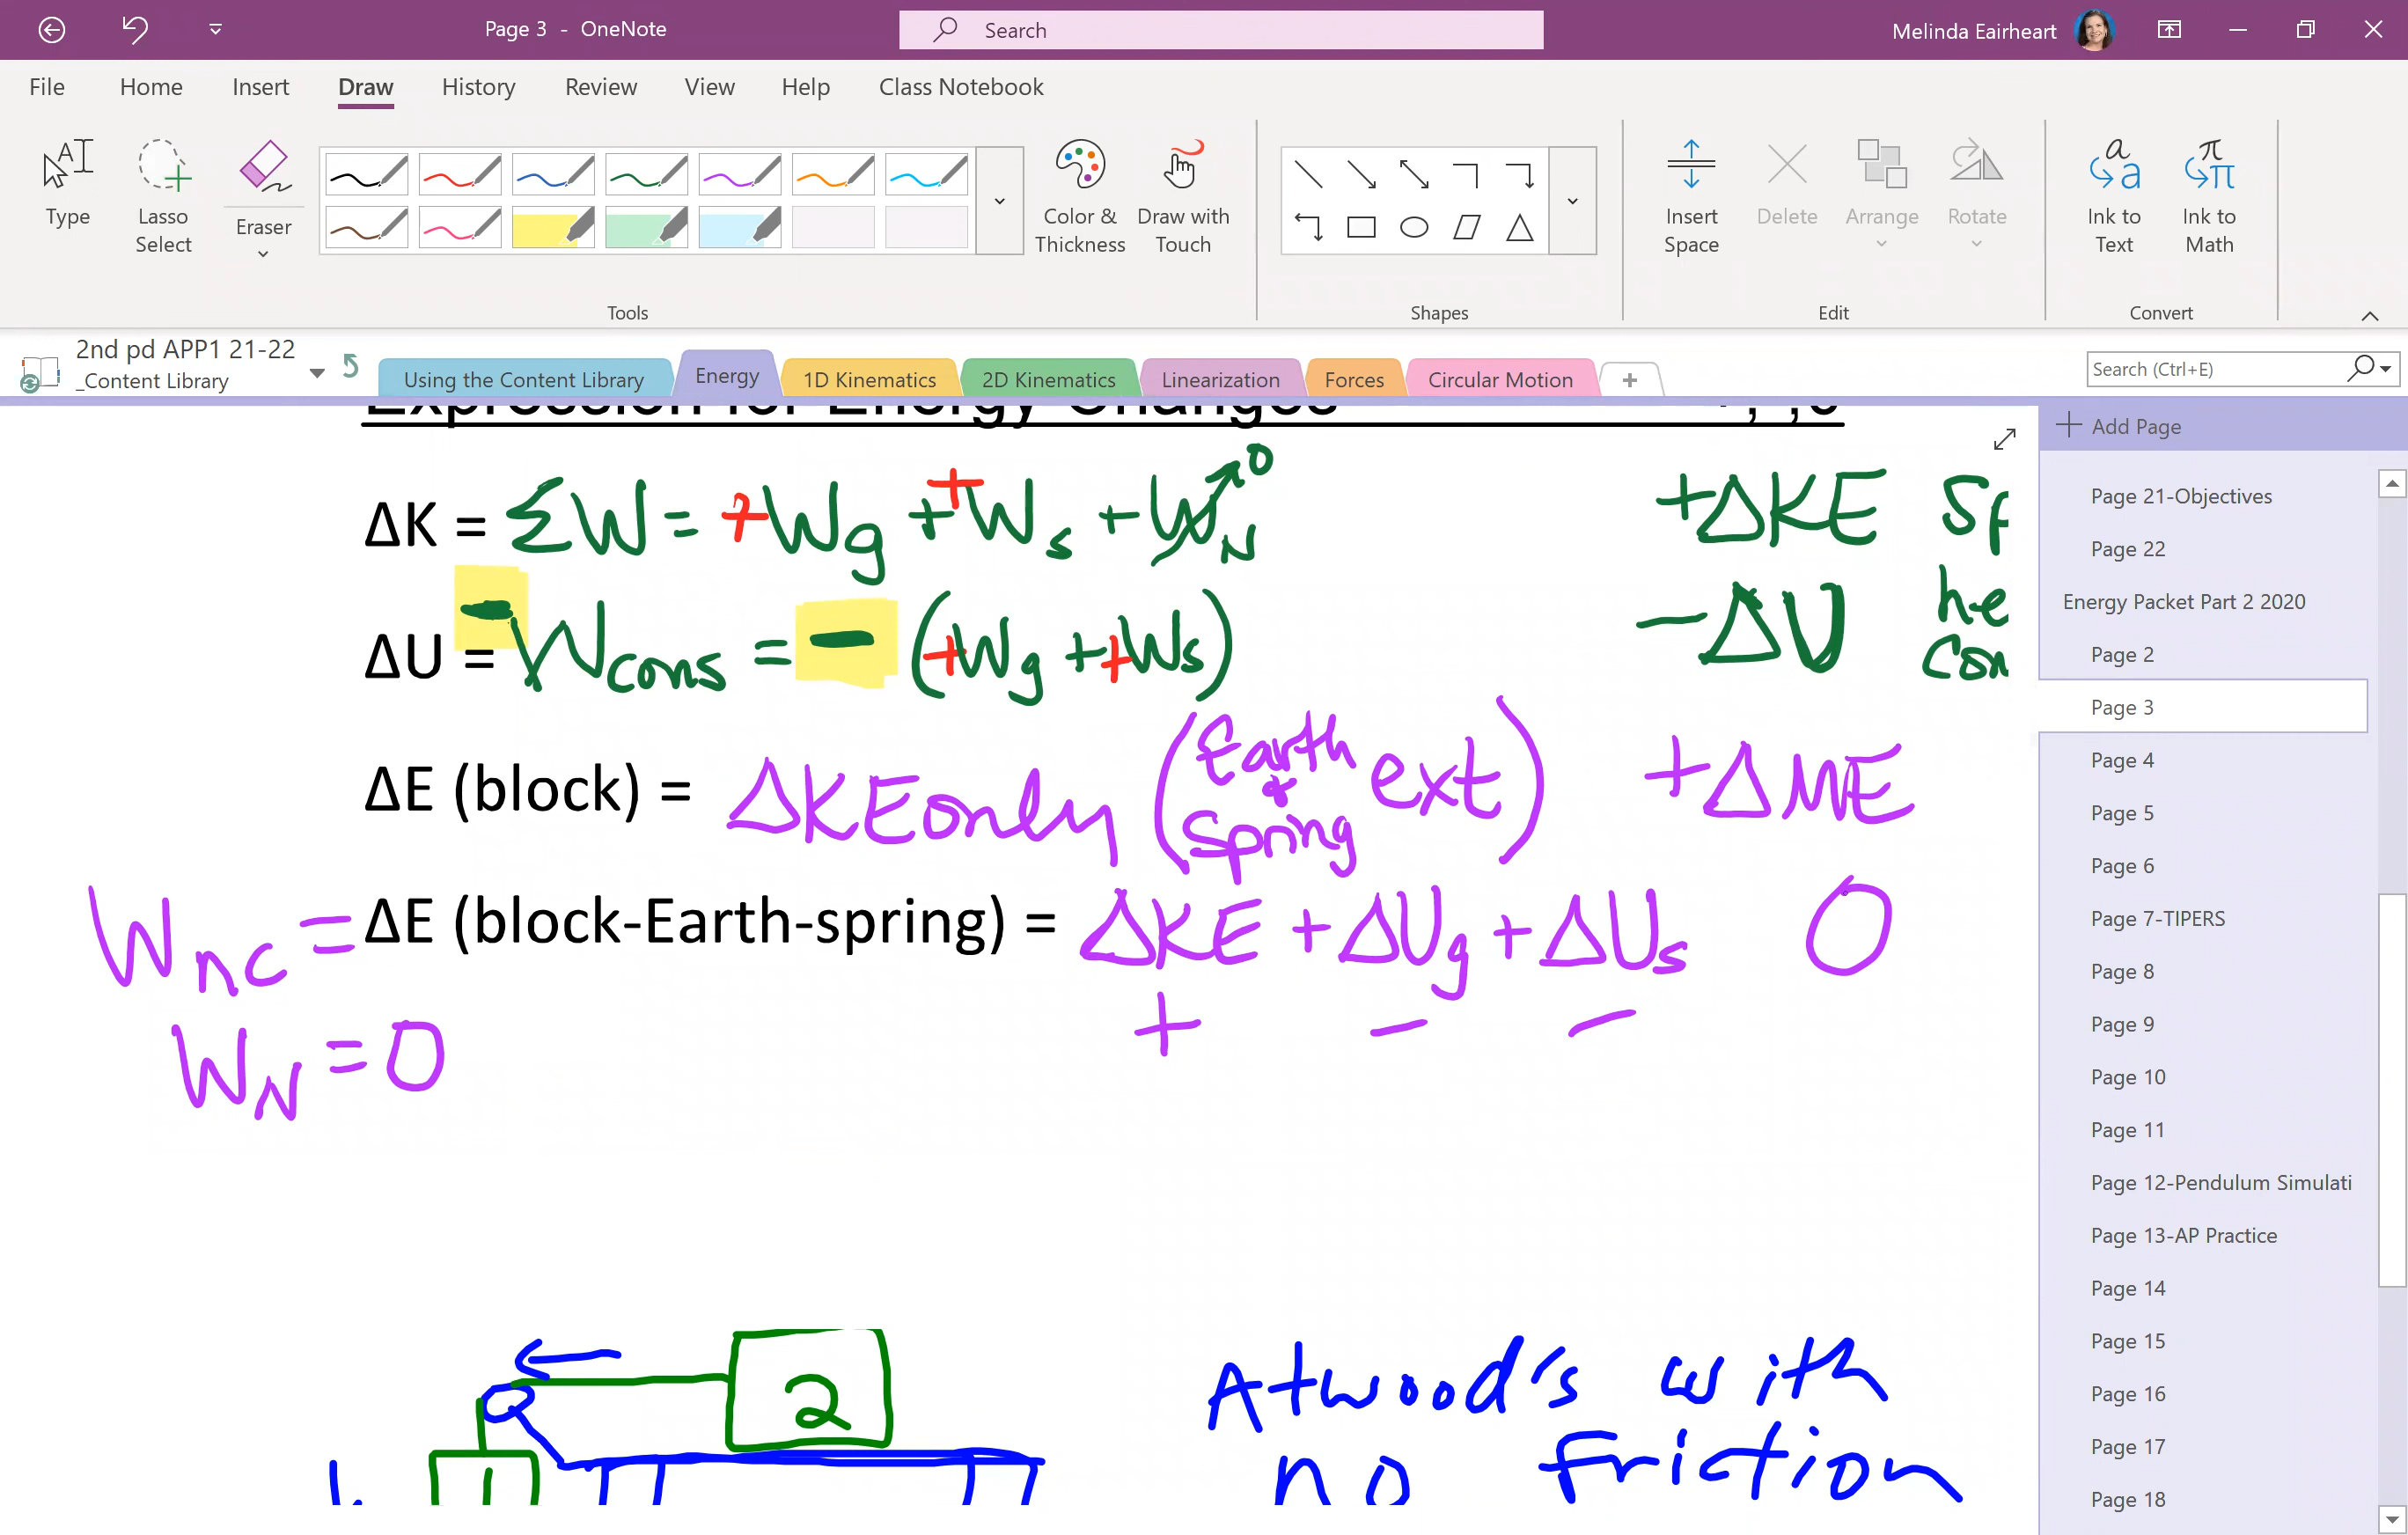 Page 3 - OneNote
Search
Melinda Eairheart
File Home Insert Draw History Review View Help Class Notebook
Type
Lasso Select
Eraser
Color & Thickness
Draw with Touch
Insert Space
Delete
Arrange
Rotate
Ink to Text
Ink to Math
Tools
Shapes
Edit
Convert
2nd pd APP1 21-22
_Content Library
Using the Content Library
Energy
1D Kinematics
2D Kinematics
Linearization
Forces
Circular Motion
Search (Ctrl+E)
Expression for Energy Changes
ΔK = ΣW = +Wg + +Ws + WN 0
+ΔKE
ΔU = -Wcons = - (+Wg + +Ws)
-ΔU
ΔE (block) = ΔKE only (Earth & Spring ext)
+ΔME
Wnc = ΔE (block-Earth-spring) = ΔKE + ΔUg + ΔUs
0
+ - -
WN = 0
2
1
Atwood's with
no friction
Add Page
Page 21-Objectives
Page 22
Energy Packet Part 2 2020
Page 2
Page 3
Page 4
Page 5
Page 6
Page 7-TIPERS
Page 8
Page 9
Page 10
Page 11
Page 12-Pendulum Simulati
Page 13-AP Practice
Page 14
Page 15
Page 16
Page 17
Page 18